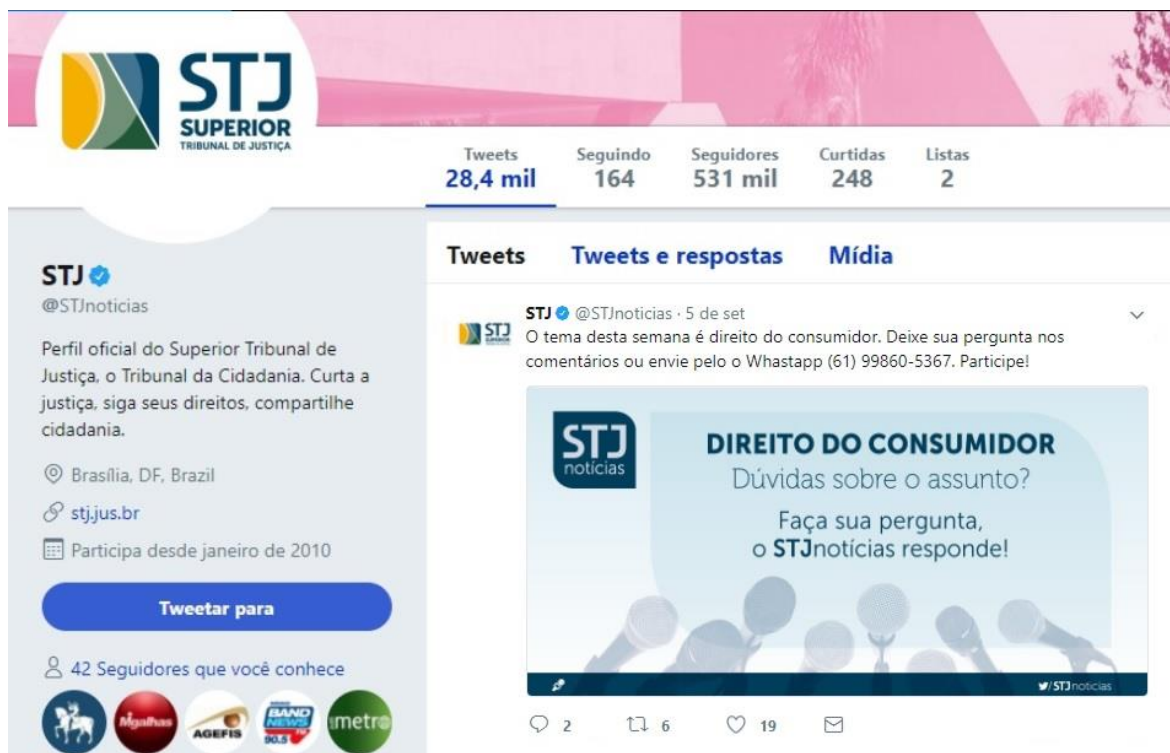 STJ
SUPERIOR
TRIBUNAL DE JUSTIÇA
Tweets Seguindo Seguidores Curtidas Listas
28,4 mil 164 531 mil 248 2
STJ
@STJnoticias
Perfil oficial do Superior Tribunal de
Justiça, o Tribunal da Cidadania. Curta a
justiça, siga seus direitos, compartilhe
cidadania.
Brasília, DF, Brazil
stj.jus.br
Participa desde janeiro de 2010
Tweetar para
42 Seguidores que você conhece
Migalhas
AGEFIS
BAND
NEWS
90.5 FM
metrô
Tweets Tweets e respostas Mídia
STJ @STJnoticias · 5 de set
STJ
O tema desta semana é direito do consumidor. Deixe sua pergunta nos
comentários ou envie pelo o Whastapp (61) 99860-5367. Participe!
STJ
notícias
DIREITO DO CONSUMIDOR
Dúvidas sobre o assunto?
Faça sua pergunta,
o STJnotícias responde!
/STJnoticias
2 6 19